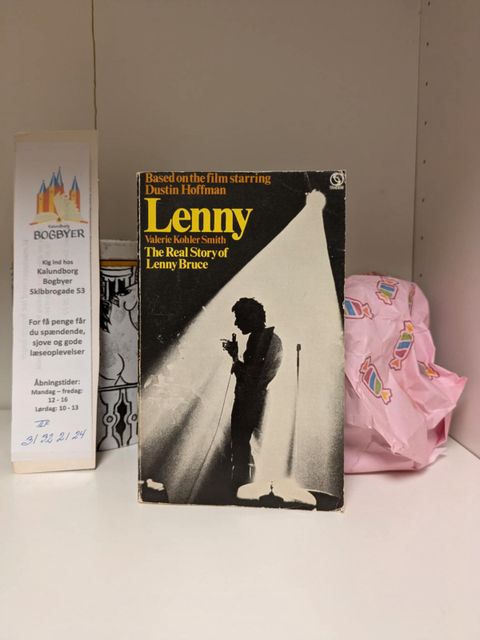 Kalundborg
BOGBYER
Kig ind hos
Kalundborg
Bogbyer
Skibbrogade 53
For få penge får
du spændende,
sjove og gode
læseoplevelser
Åbningstider:
Mandag – fredag:
12 - 16
Lørdag: 10 - 13
31 32 21 24
Based on the film starring
Dustin Hoffman
Lenny
Valerie Kohler Smith
The Real Story of
Lenny Bruce